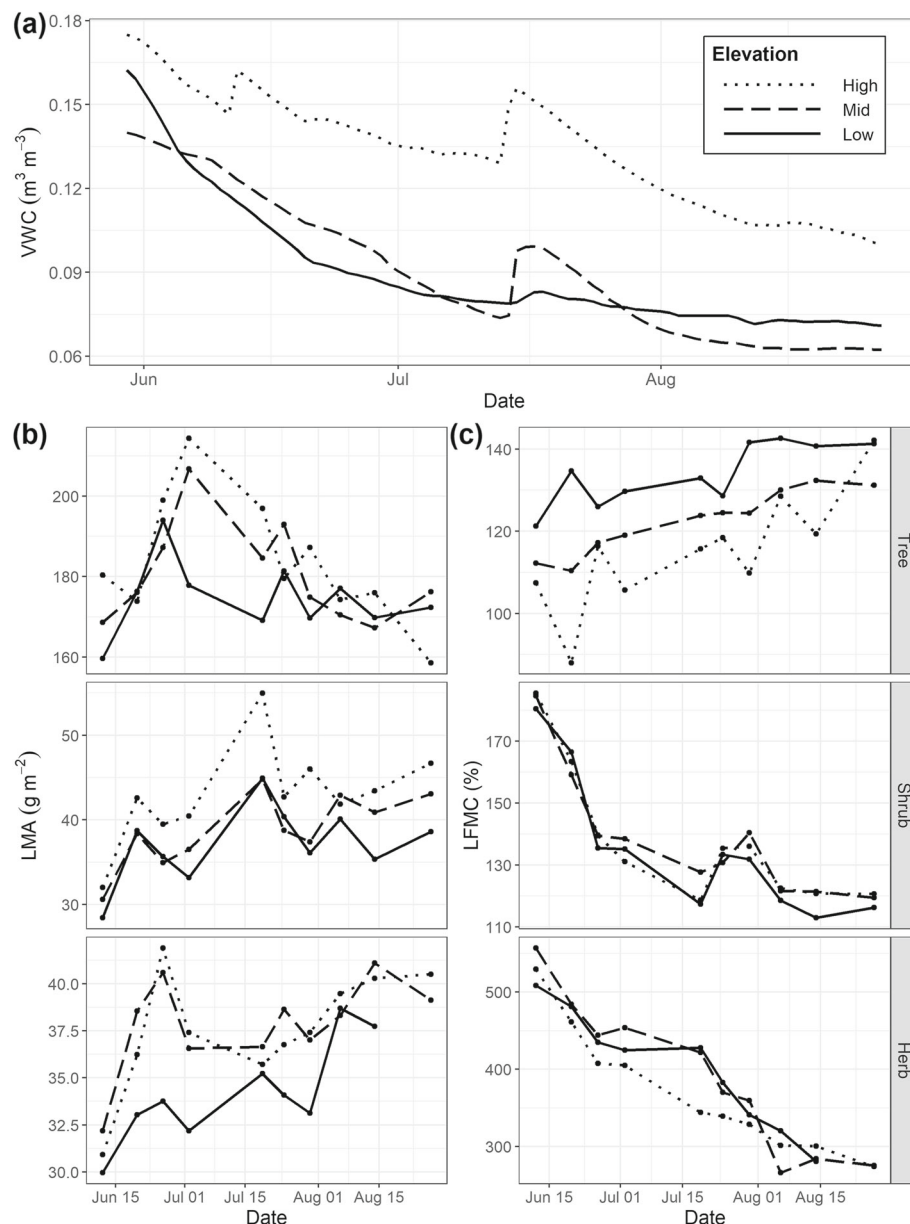 (a)
0.18
0.15
0.12
0.09
0.06
VWC (m³ m⁻³)
Elevation
High
Mid
Low
Jun
Jul
Aug
Date
(b)
200
180
160
50
40
30
40.0
37.5
35.0
32.5
30.0
LMA (g m⁻²)
Jun 15
Jul 01
Jul 15
Aug 01
Aug 15
Date
(c)
140
120
100
Tree
170
150
130
110
Shrub
500
400
300
Herb
LFMC (%)
Jun 15
Jul 01
Jul 15
Aug 01
Aug 15
Date